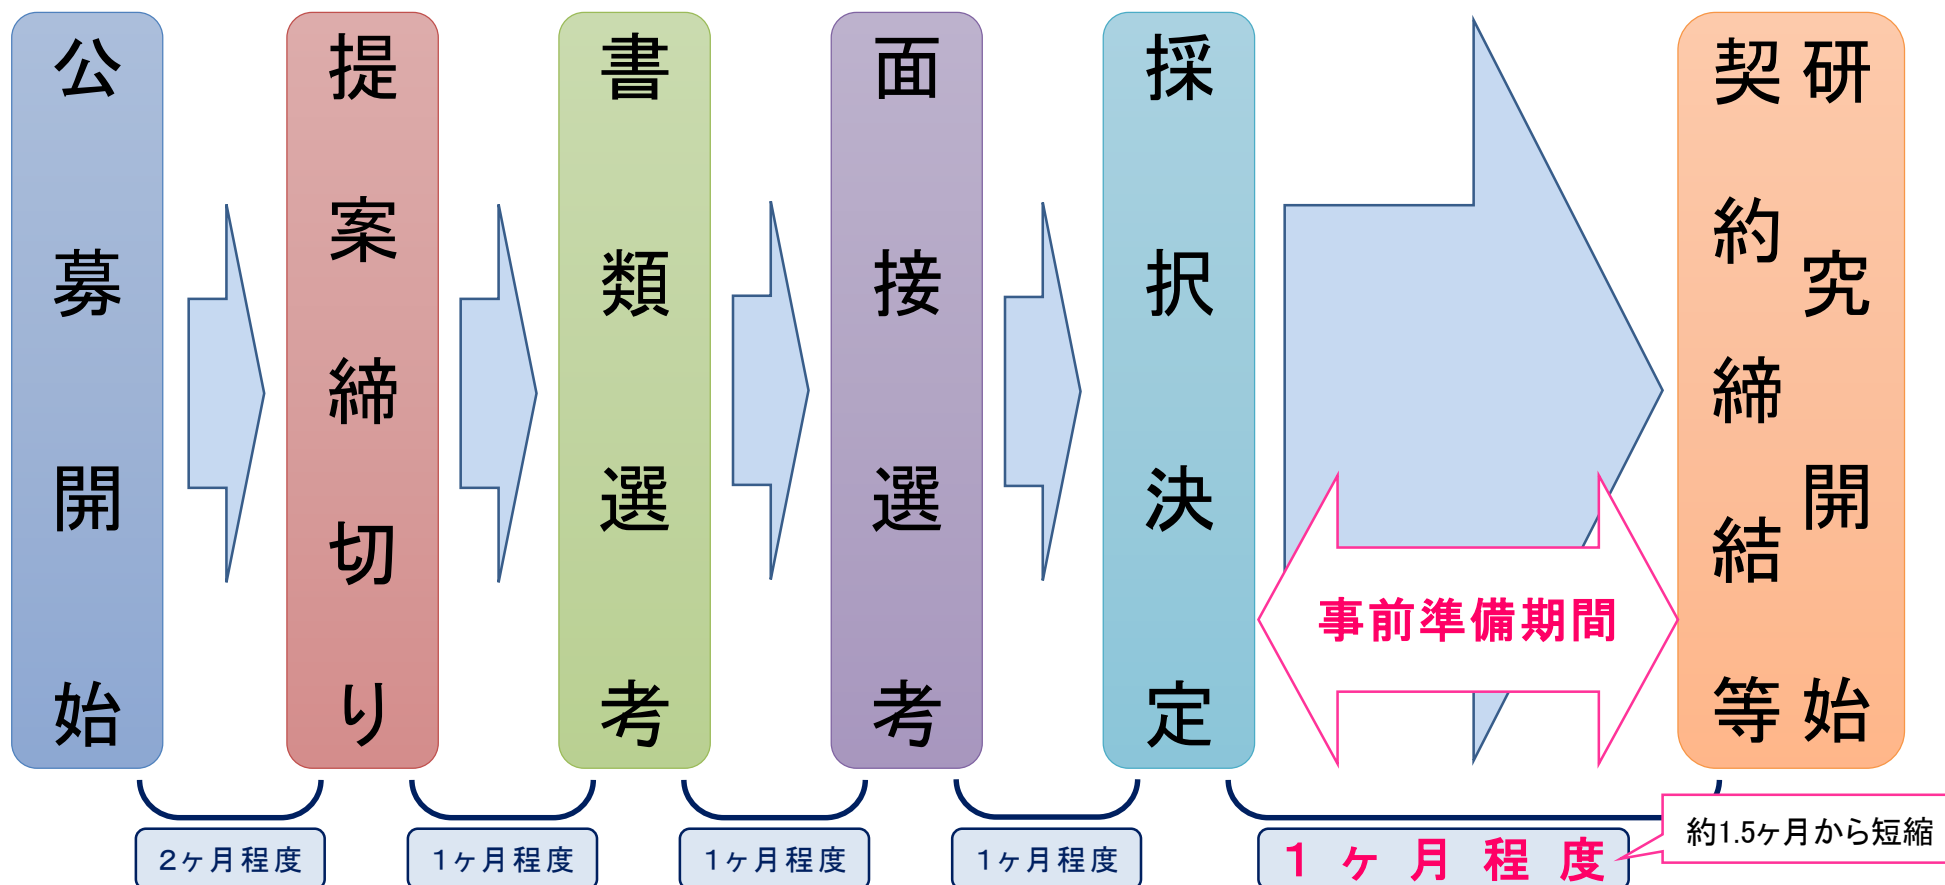 公募開始
提案締切り
書類選考
面接選考
採択決定
事前準備期間
研究開始
契約締結等
2ヶ月程度
1ヶ月程度
1ヶ月程度
1ヶ月程度
1ヶ月程度
約1.5ヶ月から短縮